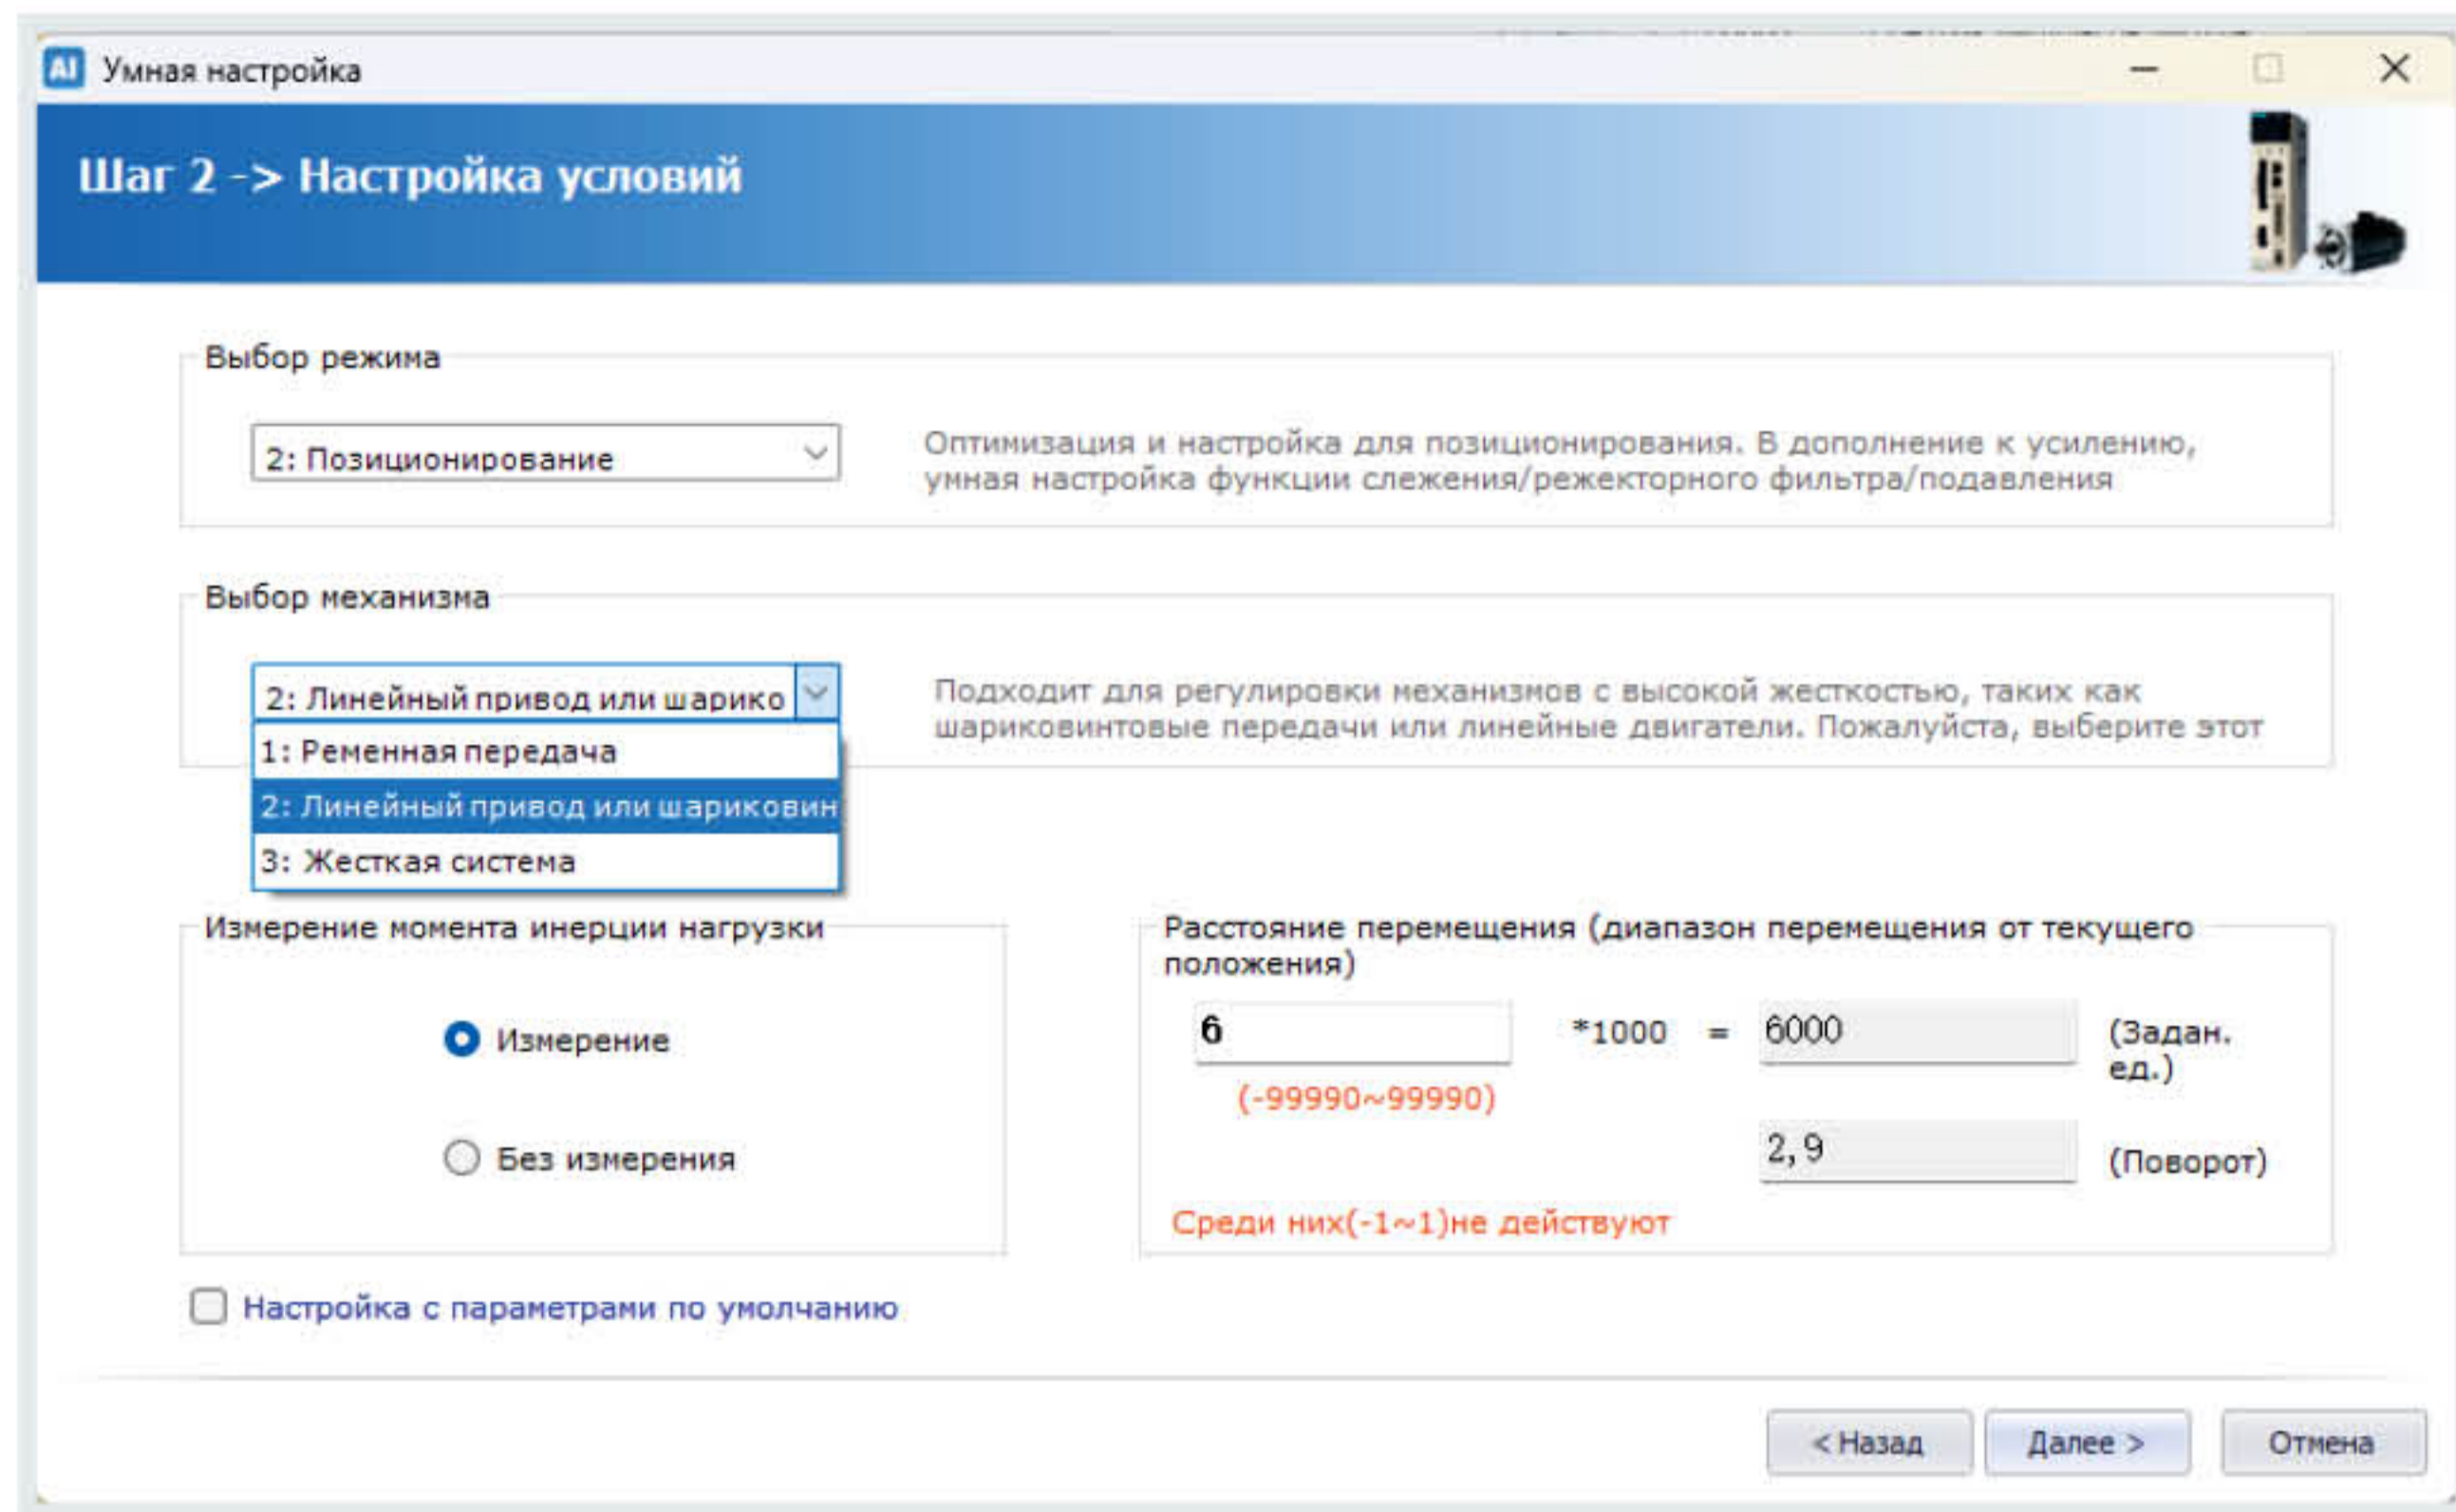 AI Умная настройка
Шаг 2 -> Настройка условий
Выбор режима
2: Позиционирование
Оптимизация и настройка для позиционирования. В дополнение к усилению,
умная настройка функции слежения/режекторного фильтра/подавления
Выбор механизма
2: Линейный привод или шарико
Подходит для регулировки механизмов с высокой жесткостью, таких как
шариковинтовые передачи или линейные двигатели. Пожалуйста, выберите этот
1: Ременная передача
2: Линейный привод или шариковин
3: Жесткая система
Измерение момента инерции нагрузки
Измерение
Без измерения
Расстояние перемещения (диапазон перемещения от текущего
положения)
6 *1000 = 6000 (Задан.
ед.)
(-99990~99990)
2,9 (Поворот)
Среди них(-1~1)не действуют
Настройка с параметрами по умолчанию
< Назад Далее > Отмена